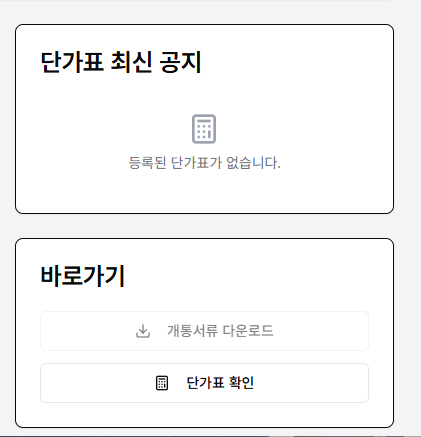 단가표 최신 공지
등록된 단가표가 없습니다.
바로가기
개통서류 다운로드
단가표 확인